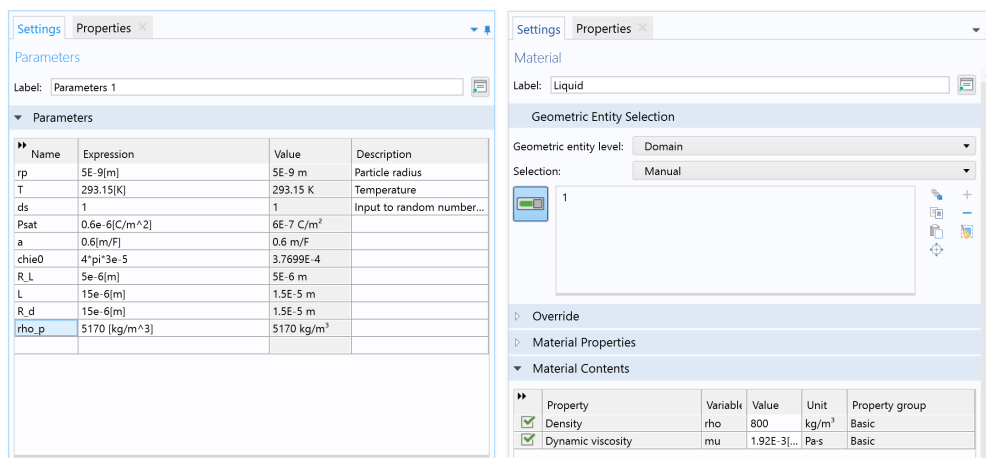 Settings Properties
Parameters
Label: Parameters 1
Parameters
Name Expression Value Description
rp 5E-9[m] 5E-9 m Particle radius
T 293.15[K] 293.15 K Temperature
ds 1 1 Input to random number...
Psat 0.6e-6[C/m^2] 6E-7 C/m²
a 0.6[m/F] 0.6 m/F
chie0 4*pi*3e-5 3.7699E-4
R_L 5e-6[m] 5E-6 m
L 15e-6[m] 1.5E-5 m
R_d 15e-6[m] 1.5E-5 m
rho_p 5170 [kg/m^3] 5170 kg/m³
Settings Properties
Material
Label: Liquid
Geometric Entity Selection
Geometric entity level: Domain
Selection: Manual
1
Override
Material Properties
Material Contents
Property Variable Value Unit Property group
Density rho 800 kg/m³ Basic
Dynamic viscosity mu 1.92E-3[... Pa·s Basic